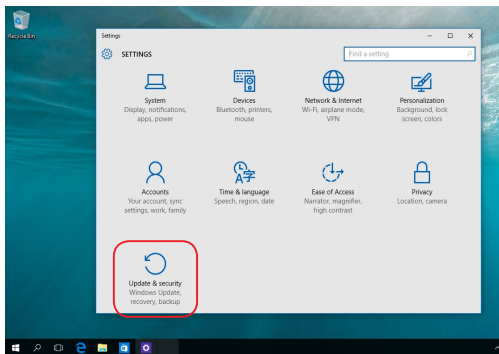 Recycle Bin
Settings
SETTINGS
Find a setting
System
Display, notifications,
apps, power
Devices
Bluetooth, printers,
mouse
Network & Internet
Wi-Fi, airplane mode,
VPN
Personalization
Background, lock
screen, colors
Accounts
Your account, sync
settings, work, family
Time & language
Speech, region, date
Ease of Access
Narrator, magnifier,
high contrast
Privacy
Location, camera
Update & security
Windows Update,
recovery, backup